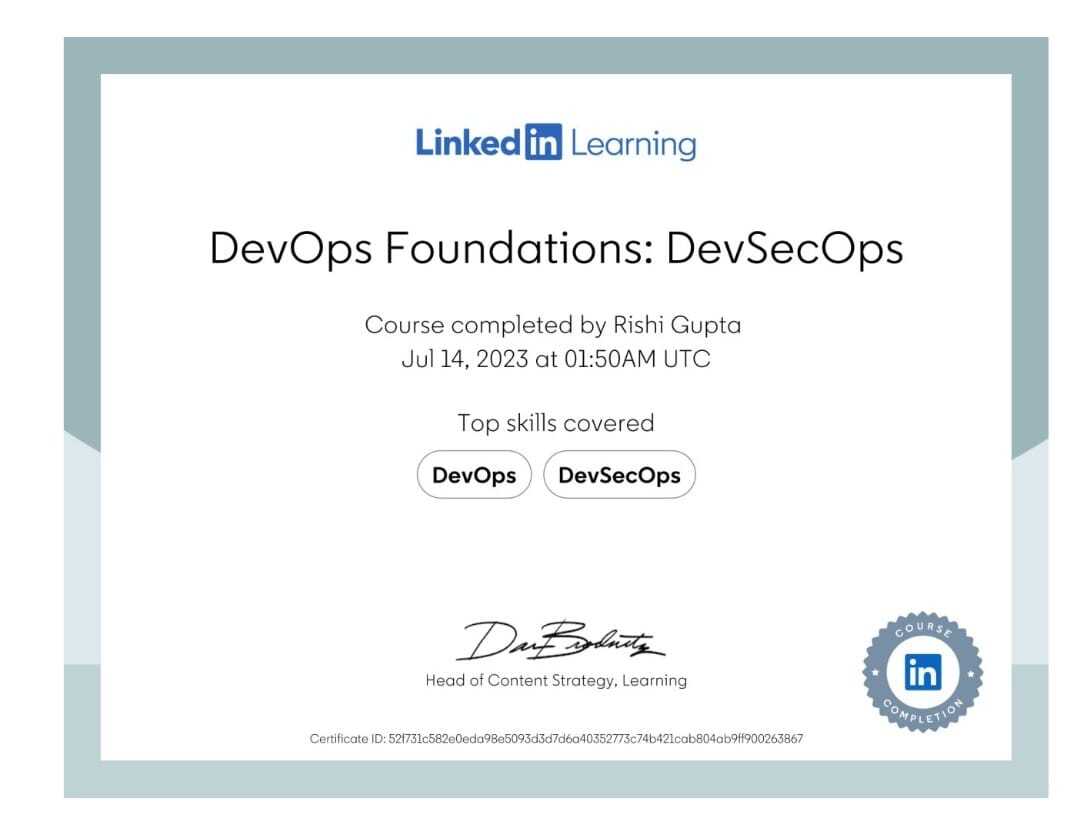 Linked in Learning
DevOps Foundations: DevSecOps
Course completed by Rishi Gupta
Jul 14, 2023 at 01:50AM UTC
Top skills covered
DevOps DevSecOps
Head of Content Strategy, Learning
COURSE
in
COMPLETION
Certificate ID: 52f731c582e0eda98e5093d3d7d6a40352773c74b421cab804ab9ff900263867